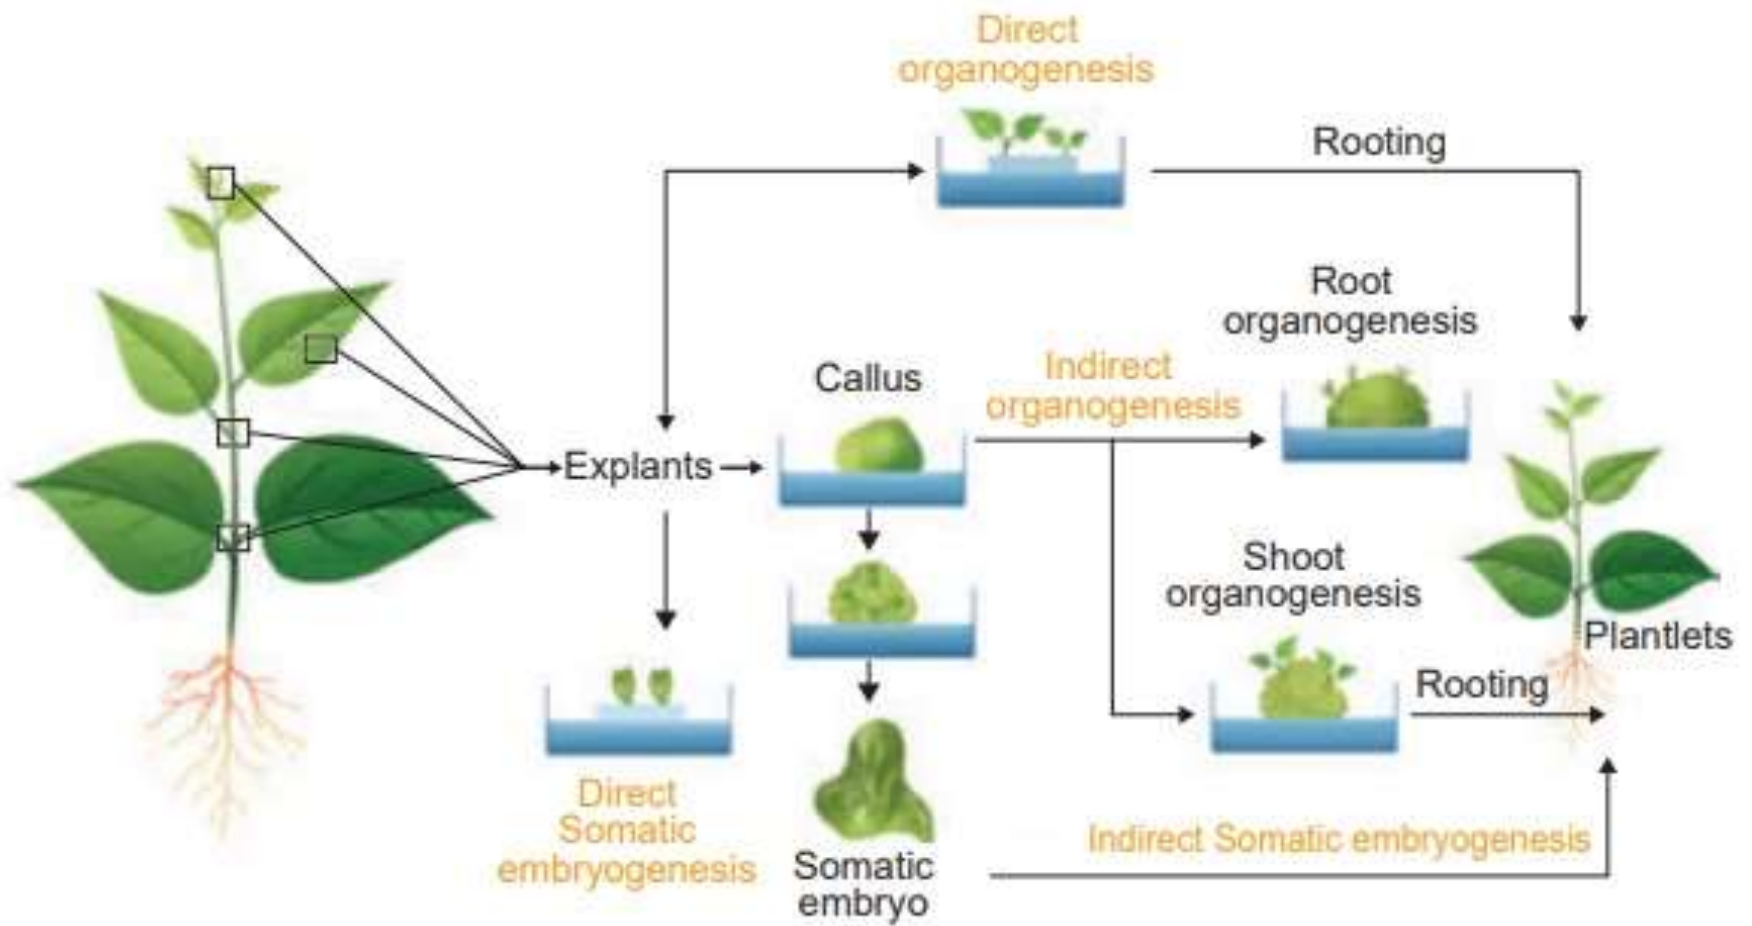 Direct
organogenesis
Rooting
Root
organogenesis
Indirect
organogenesis
Callus
Explants
Shoot
organogenesis
Plantlets
Rooting
Direct
Somatic
embryogenesis
Somatic
embryo
Indirect Somatic embryogenesis